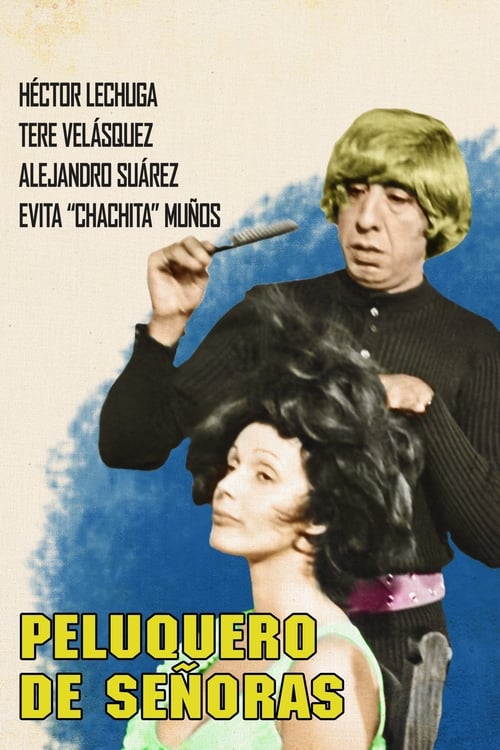 HÉCTOR LECHUGA
TERE VELÁSQUEZ
ALEJANDRO SUÁREZ
EVITA “CHACHITA” MUÑOS
PELUQUERO
DE SEÑORAS